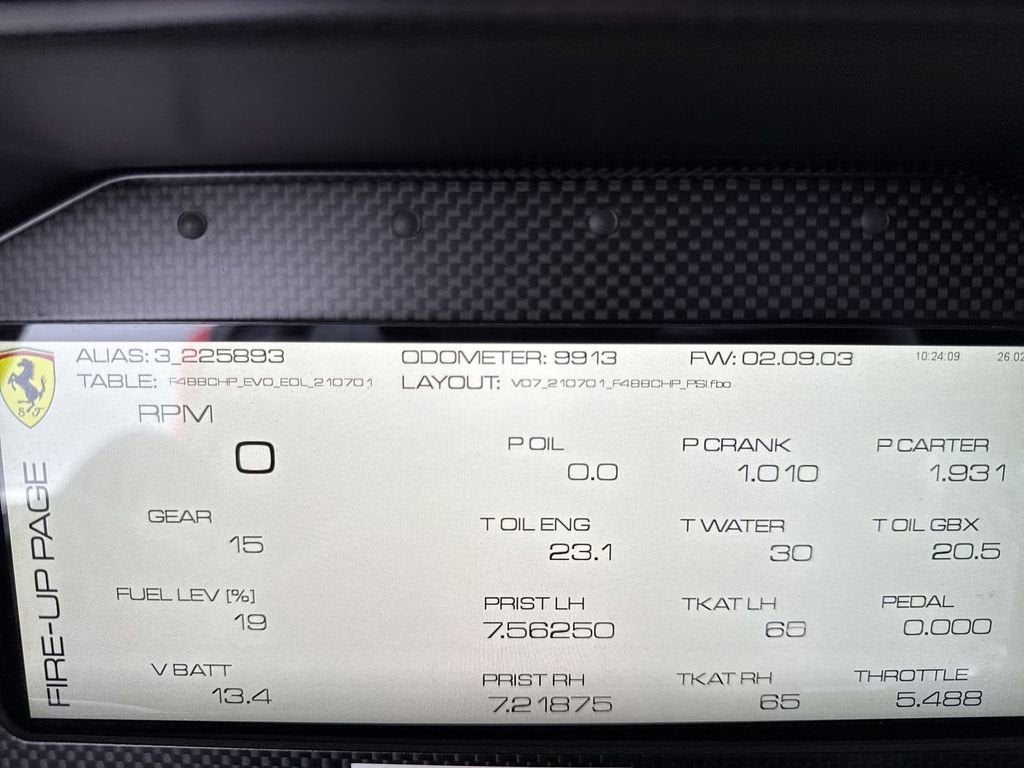 ALIAS: 3_225893 ODOMETER: 9913 FW: 02.09.03 10:24:09 26.02
TABLE: F488CHP_EVO_EOL_210701 LAYOUT: V07_210701_F488CHP_PSI.fbo
S F
FIRE-UP PAGE
RPM
0
P OIL P CRANK P CARTER
0.0 1.010 1.931
GEAR T OIL ENG T WATER T OIL GBX
15 23.1 30 20.5
FUEL LEV [%] PRIST LH TKAT LH PEDAL
19 7.56250 65 0.000
V BATT PRIST RH TKAT RH THROTTLE
13.4 7.21875 65 5.488